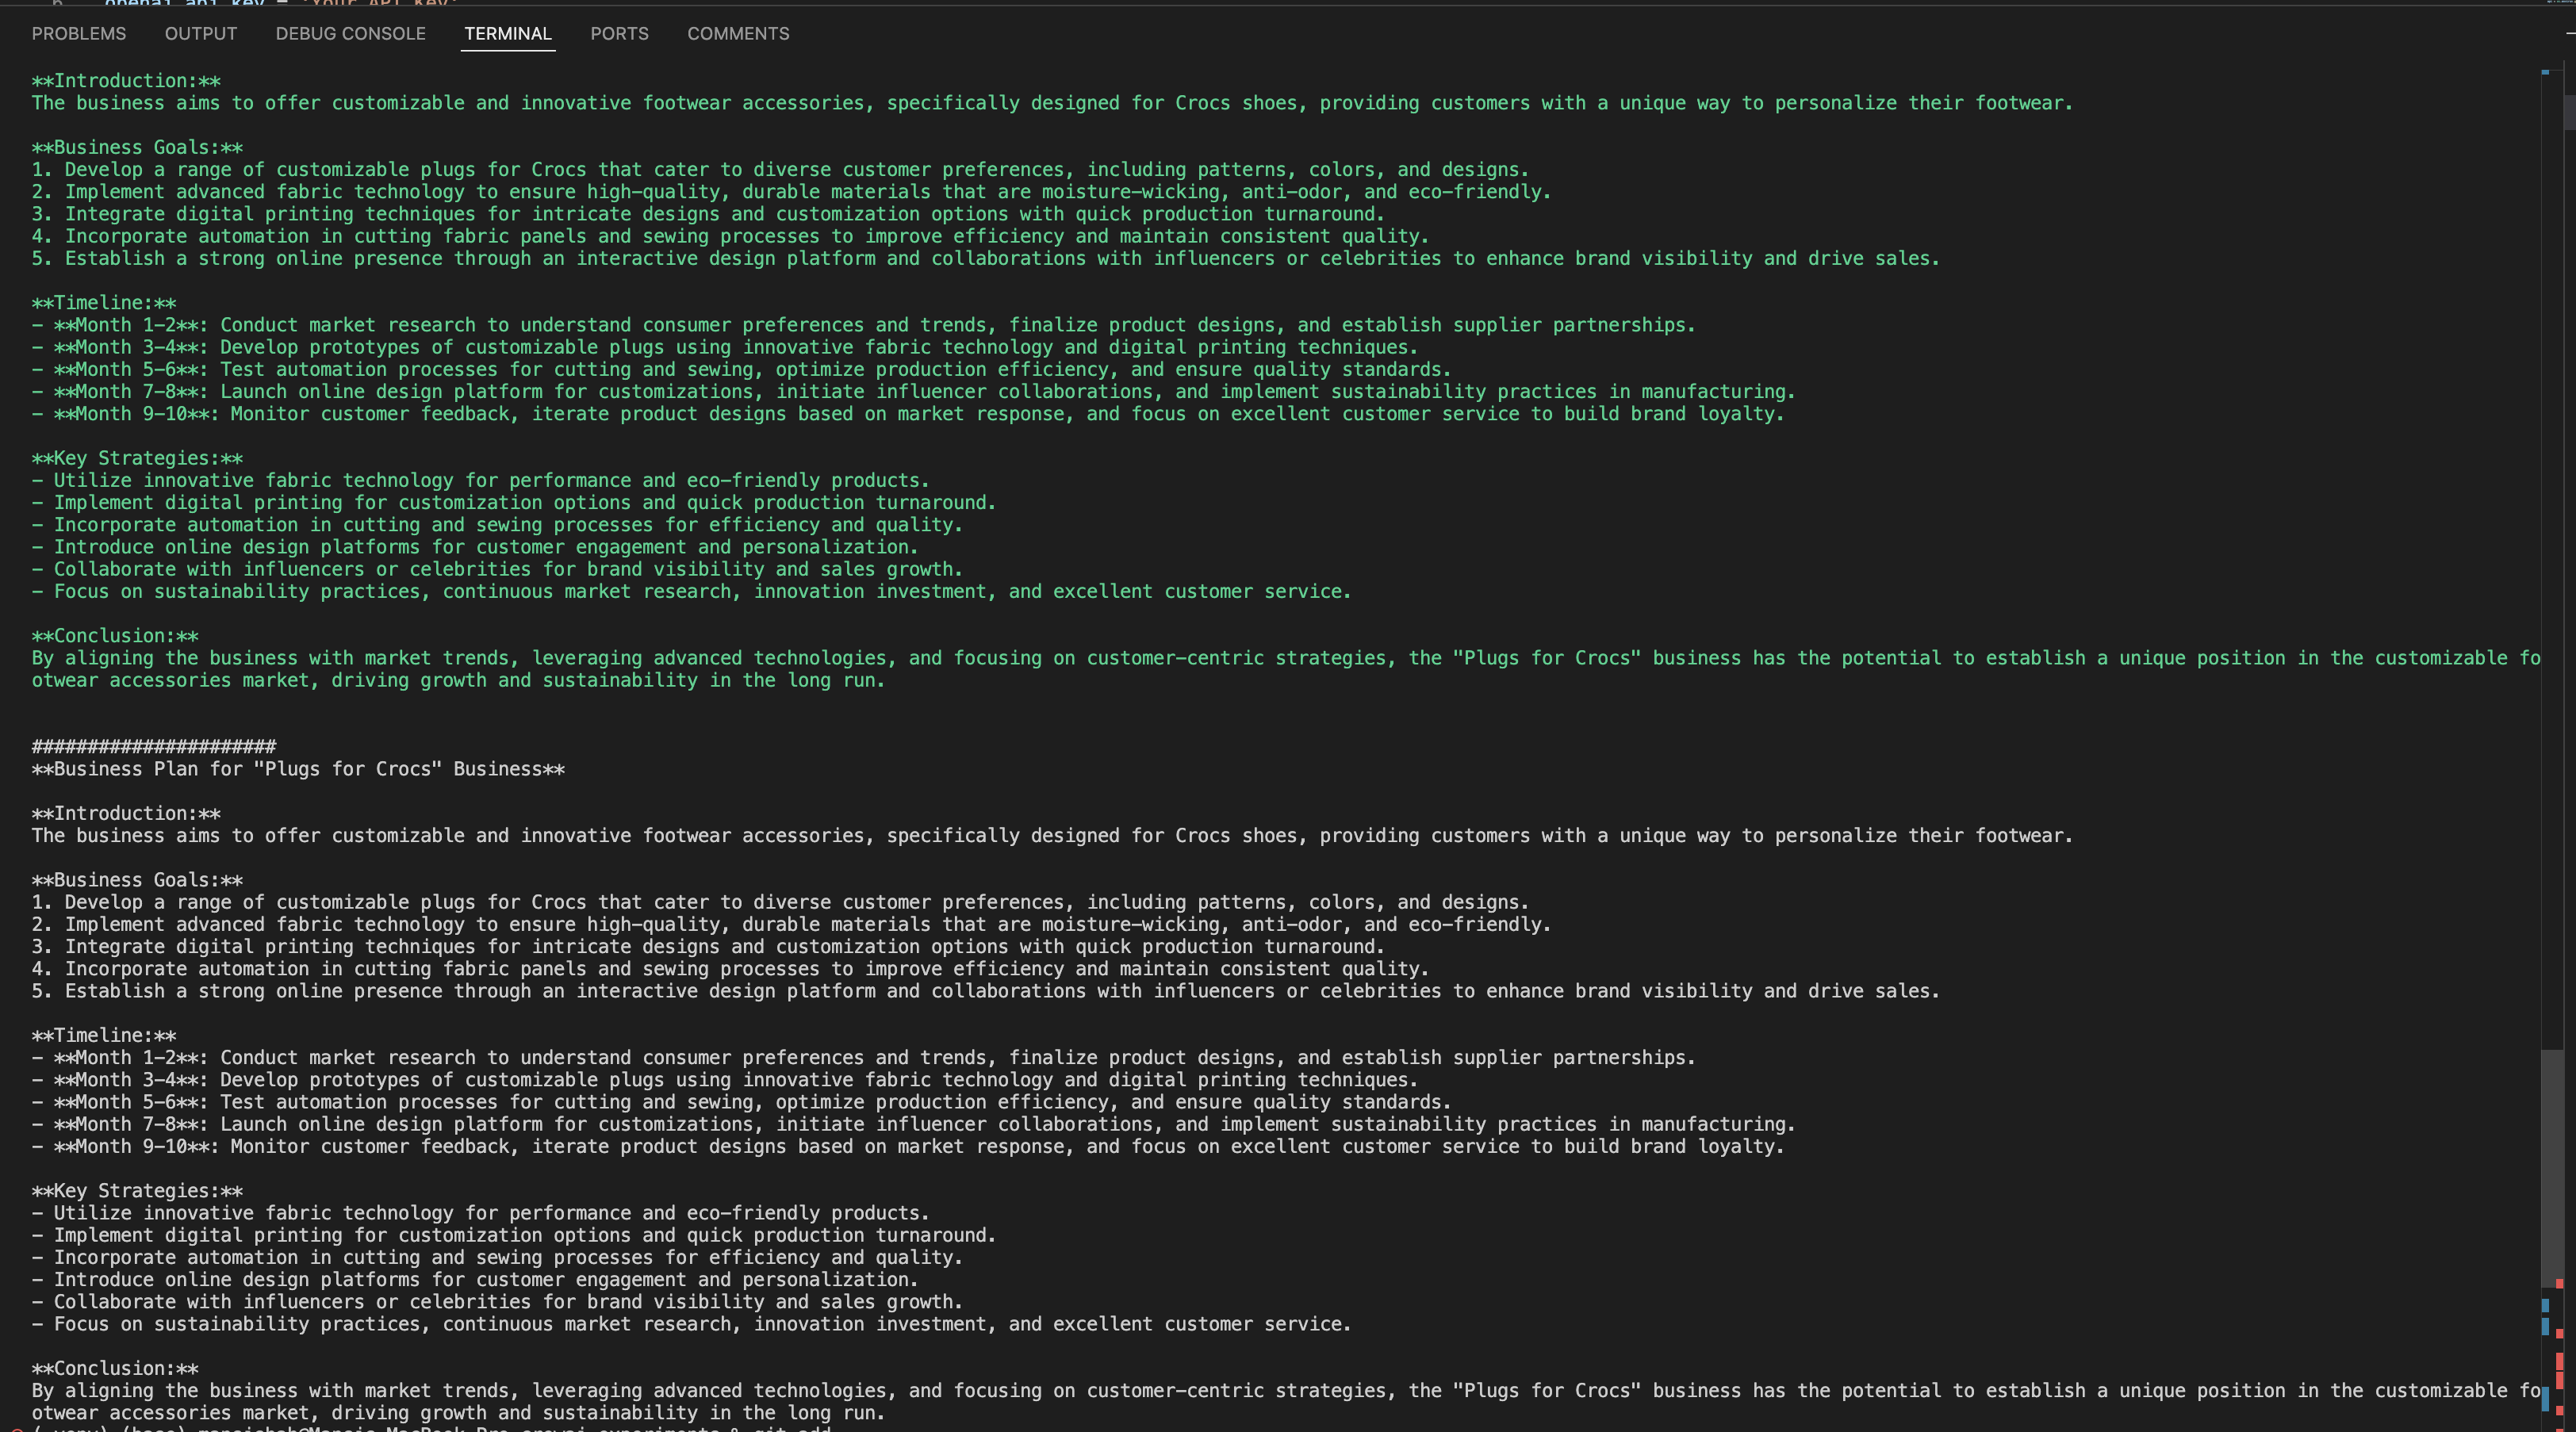 openai_api_key = 'Your API Key'
PROBLEMS OUTPUT DEBUG CONSOLE TERMINAL PORTS COMMENTS
**Introduction:**
The business aims to offer customizable and innovative footwear accessories, specifically designed for Crocs shoes, providing customers with a unique way to personalize their footwear.
**Business Goals:**
1. Develop a range of customizable plugs for Crocs that cater to diverse customer preferences, including patterns, colors, and designs.
2. Implement advanced fabric technology to ensure high-quality, durable materials that are moisture-wicking, anti-odor, and eco-friendly.
3. Integrate digital printing techniques for intricate designs and customization options with quick production turnaround.
4. Incorporate automation in cutting fabric panels and sewing processes to improve efficiency and maintain consistent quality.
5. Establish a strong online presence through an interactive design platform and collaborations with influencers or celebrities to enhance brand visibility and drive sales.
**Timeline:**
- **Month 1-2**: Conduct market research to understand consumer preferences and trends, finalize product designs, and establish supplier partnerships.
- **Month 3-4**: Develop prototypes of customizable plugs using innovative fabric technology and digital printing techniques.
- **Month 5-6**: Test automation processes for cutting and sewing, optimize production efficiency, and ensure quality standards.
- **Month 7-8**: Launch online design platform for customizations, initiate influencer collaborations, and implement sustainability practices in manufacturing.
- **Month 9-10**: Monitor customer feedback, iterate product designs based on market response, and focus on excellent customer service to build brand loyalty.
**Key Strategies:**
- Utilize innovative fabric technology for performance and eco-friendly products.
- Implement digital printing for customization options and quick production turnaround.
- Incorporate automation in cutting and sewing processes for efficiency and quality.
- Introduce online design platforms for customer engagement and personalization.
- Collaborate with influencers or celebrities for brand visibility and sales growth.
- Focus on sustainability practices, continuous market research, innovation investment, and excellent customer service.
**Conclusion:**
By aligning the business with market trends, leveraging advanced technologies, and focusing on customer-centric strategies, the "Plugs for Crocs" business has the potential to establish a unique position in the customizable fo
otwear accessories market, driving growth and sustainability in the long run.
######################
**Business Plan for "Plugs for Crocs" Business**
**Introduction:**
The business aims to offer customizable and innovative footwear accessories, specifically designed for Crocs shoes, providing customers with a unique way to personalize their footwear.
**Business Goals:**
1. Develop a range of customizable plugs for Crocs that cater to diverse customer preferences, including patterns, colors, and designs.
2. Implement advanced fabric technology to ensure high-quality, durable materials that are moisture-wicking, anti-odor, and eco-friendly.
3. Integrate digital printing techniques for intricate designs and customization options with quick production turnaround.
4. Incorporate automation in cutting fabric panels and sewing processes to improve efficiency and maintain consistent quality.
5. Establish a strong online presence through an interactive design platform and collaborations with influencers or celebrities to enhance brand visibility and drive sales.
**Timeline:**
- **Month 1-2**: Conduct market research to understand consumer preferences and trends, finalize product designs, and establish supplier partnerships.
- **Month 3-4**: Develop prototypes of customizable plugs using innovative fabric technology and digital printing techniques.
- **Month 5-6**: Test automation processes for cutting and sewing, optimize production efficiency, and ensure quality standards.
- **Month 7-8**: Launch online design platform for customizations, initiate influencer collaborations, and implement sustainability practices in manufacturing.
- **Month 9-10**: Monitor customer feedback, iterate product designs based on market response, and focus on excellent customer service to build brand loyalty.
**Key Strategies:**
- Utilize innovative fabric technology for performance and eco-friendly products.
- Implement digital printing for customization options and quick production turnaround.
- Incorporate automation in cutting and sewing processes for efficiency and quality.
- Introduce online design platforms for customer engagement and personalization.
- Collaborate with influencers or celebrities for brand visibility and sales growth.
- Focus on sustainability practices, continuous market research, innovation investment, and excellent customer service.
**Conclusion:**
By aligning the business with market trends, leveraging advanced technologies, and focusing on customer-centric strategies, the "Plugs for Crocs" business has the potential to establish a unique position in the customizable fo
otwear accessories market, driving growth and sustainability in the long run.